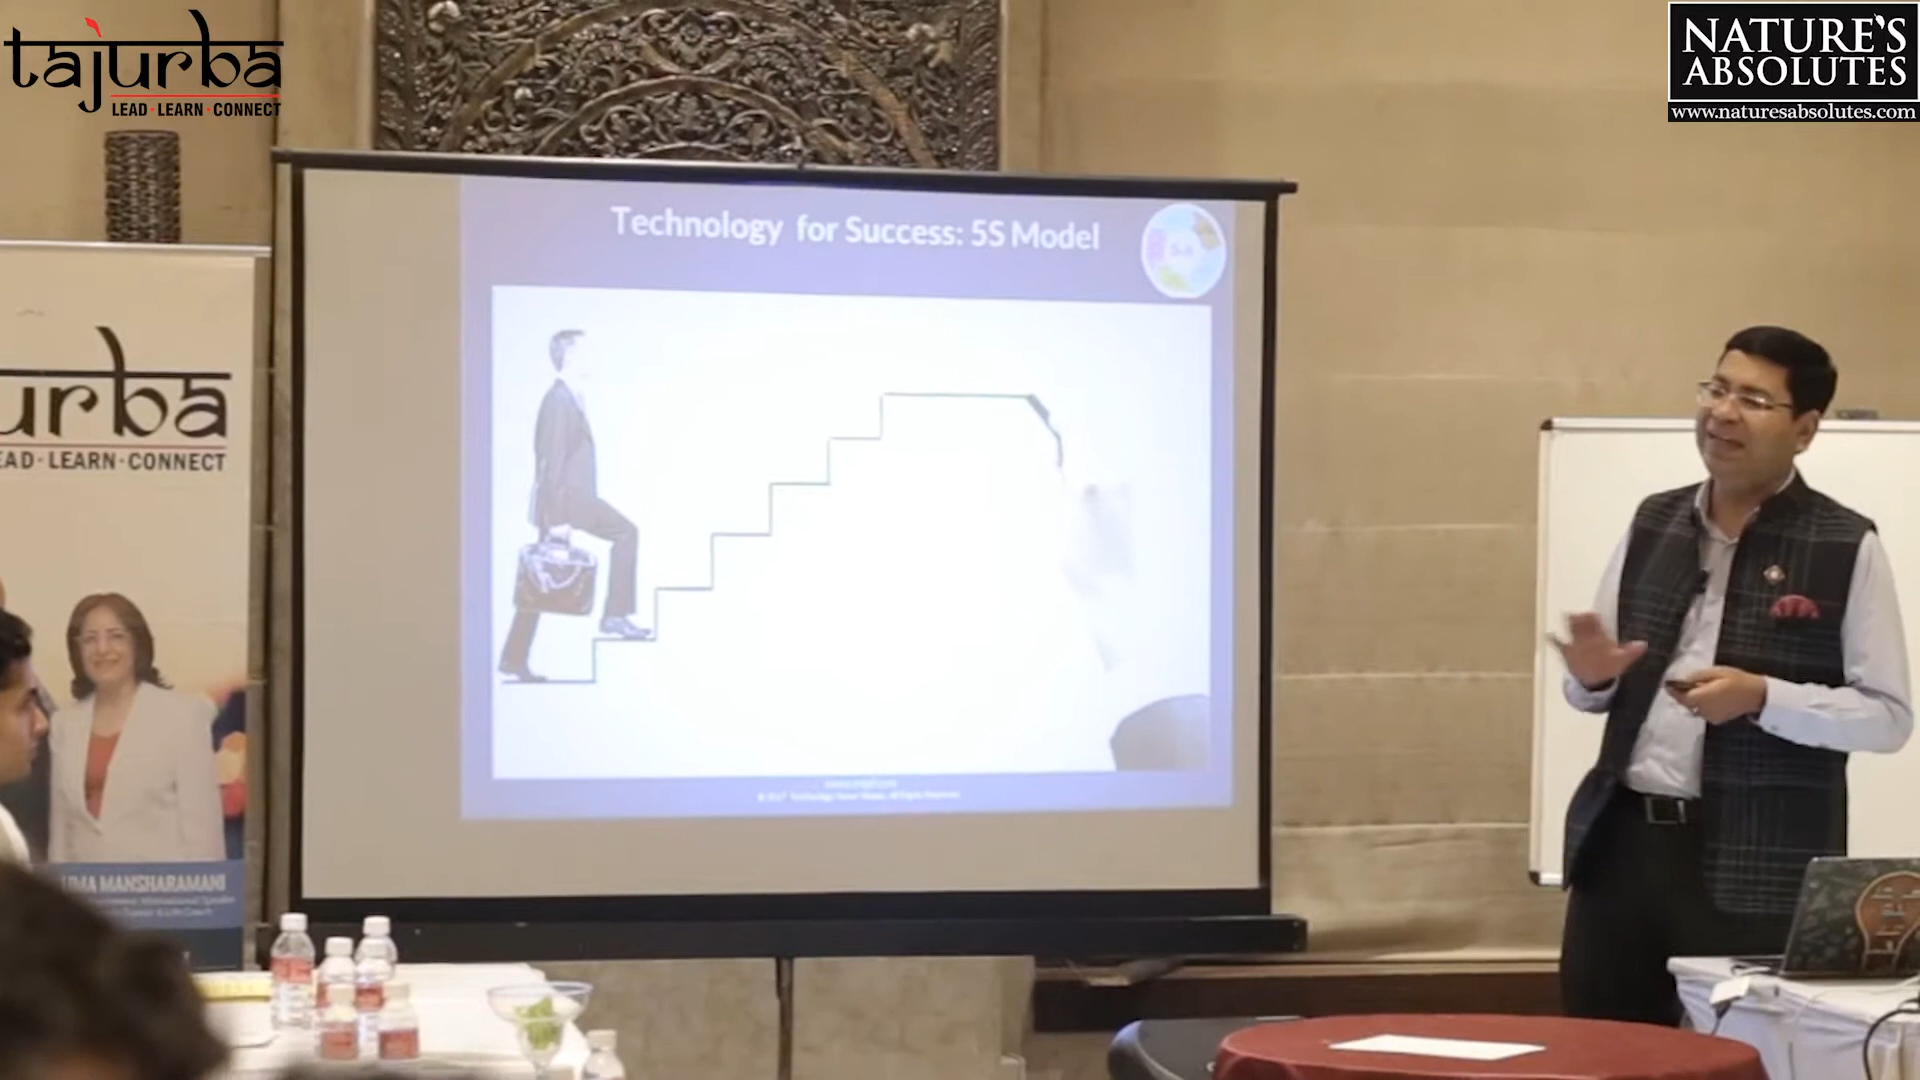 tajurba
LEAD · LEARN · CONNECT
NATURE'S
ABSOLUTES
www.naturesabsolutes.com
Technology for Success: 5S Model
urba
EAD · LEARN · CONNECT
UMA MANSHARAMANI